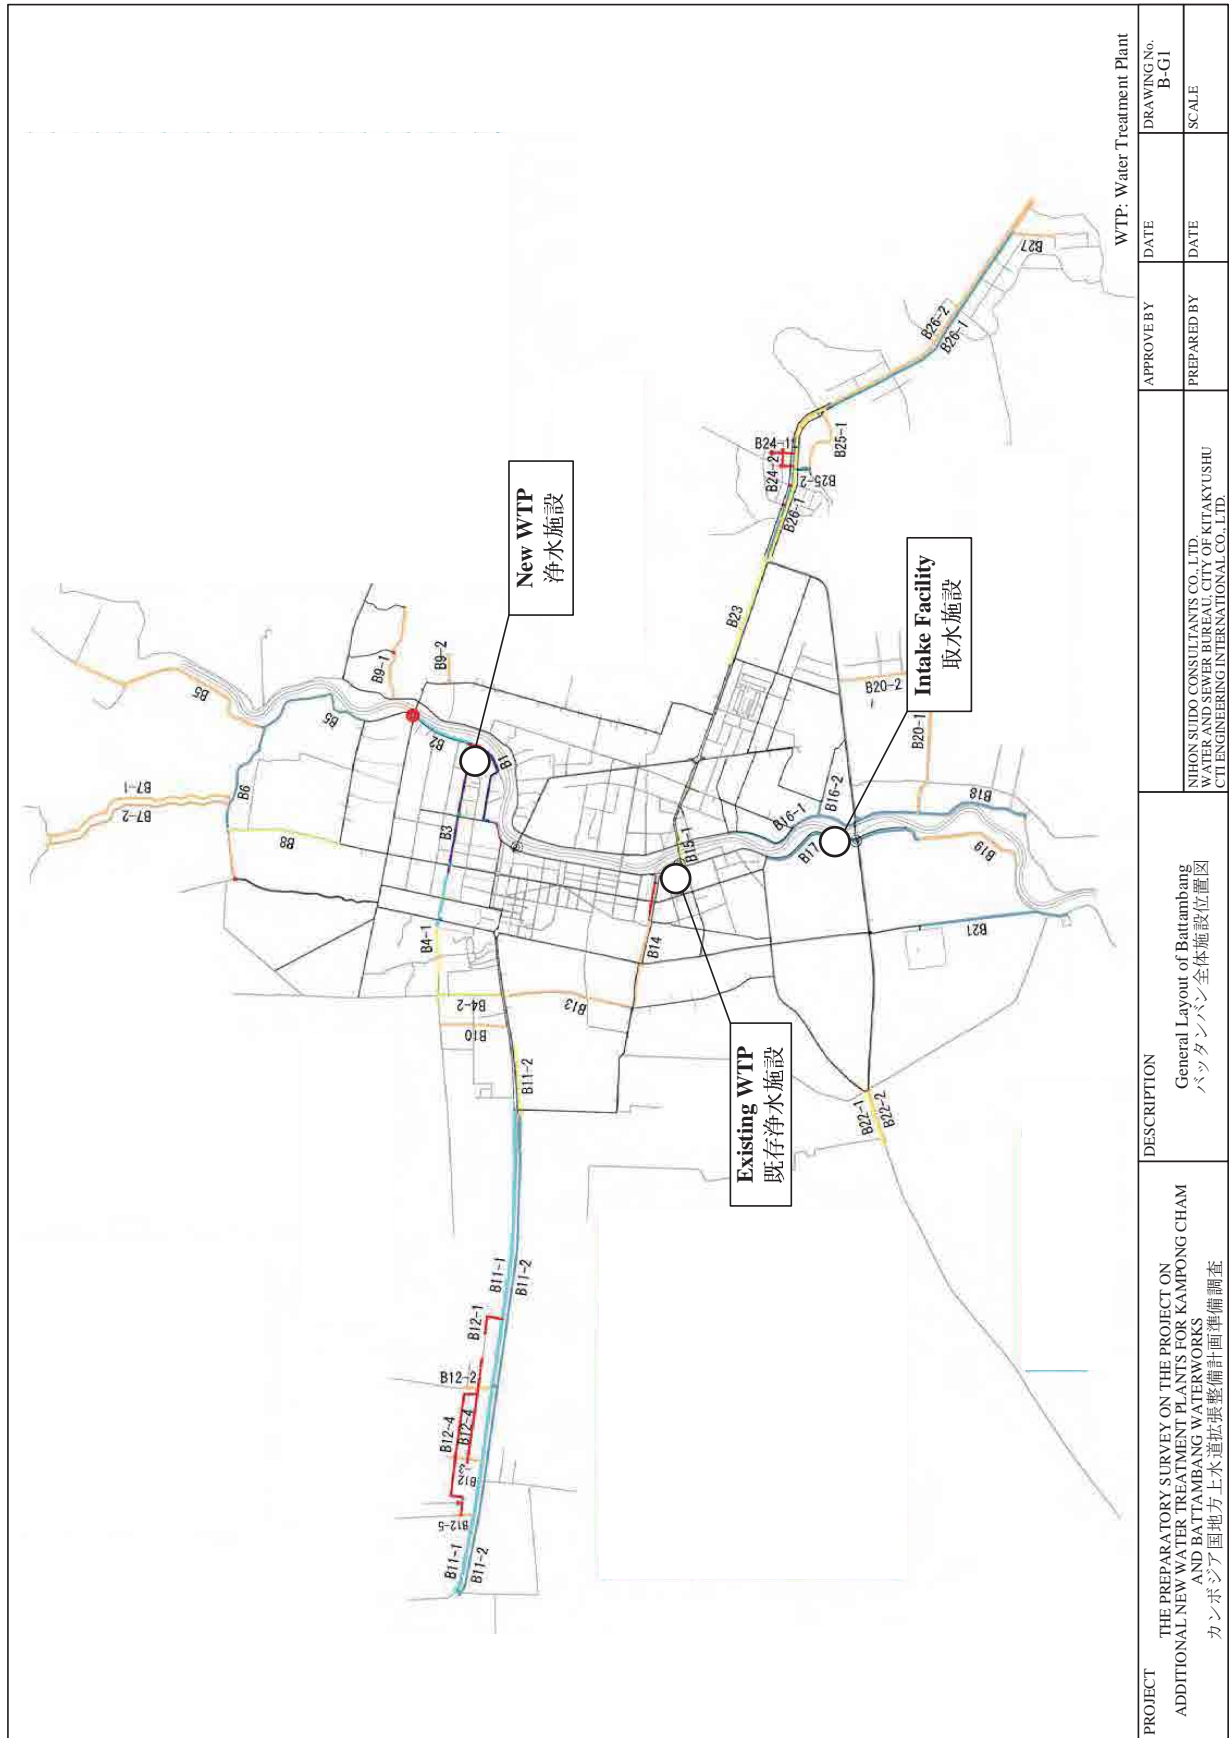 B12-5
B11-1
B11-2
B12-4
B12-4
B12-3
B12-2
B12-1
B11-1
B11-2
B11-2
B10
B4-2
B4-1
B13
B14
B3
B8
B6
B7-2
B7-1
B5
B5
B2
B1
B9-1
B9-2
B15-1
B16-1
B16-2
B17
B18
B19
B20-1
B20-2
B21
B22-1
B22-2
B23
B26-1
B24-2
B24-1
B25-2
B25-1
B26-2
B26-1
B27
New WTP
浄水施設
Existing WTP
既存浄水施設
Intake Facility
取水施設
WTP: Water Treatment Plant
PROJECT
THE PREPARATORY SURVEY ON THE PROJECT ON
ADDITIONAL NEW WATER TREATMENT PLANTS FOR KAMPONG CHAM
AND BATTAMBANG WATERWORKS
カンボジア国地方上水道拡張整備計画準備調査
DESCRIPTION
General Layout of Battambang
バッタンバン全体施設位置図
NIHON SUIDO CONSULTANTS CO., LTD.
WATER AND SEWER BUREAU, CITY OF KITAKYUSHU
CTI ENGINEERING INTERNATIONAL CO., LTD.
APPROVE BY
PREPARED BY
DATE
DATE
DRAWING No.
B-G1
SCALE